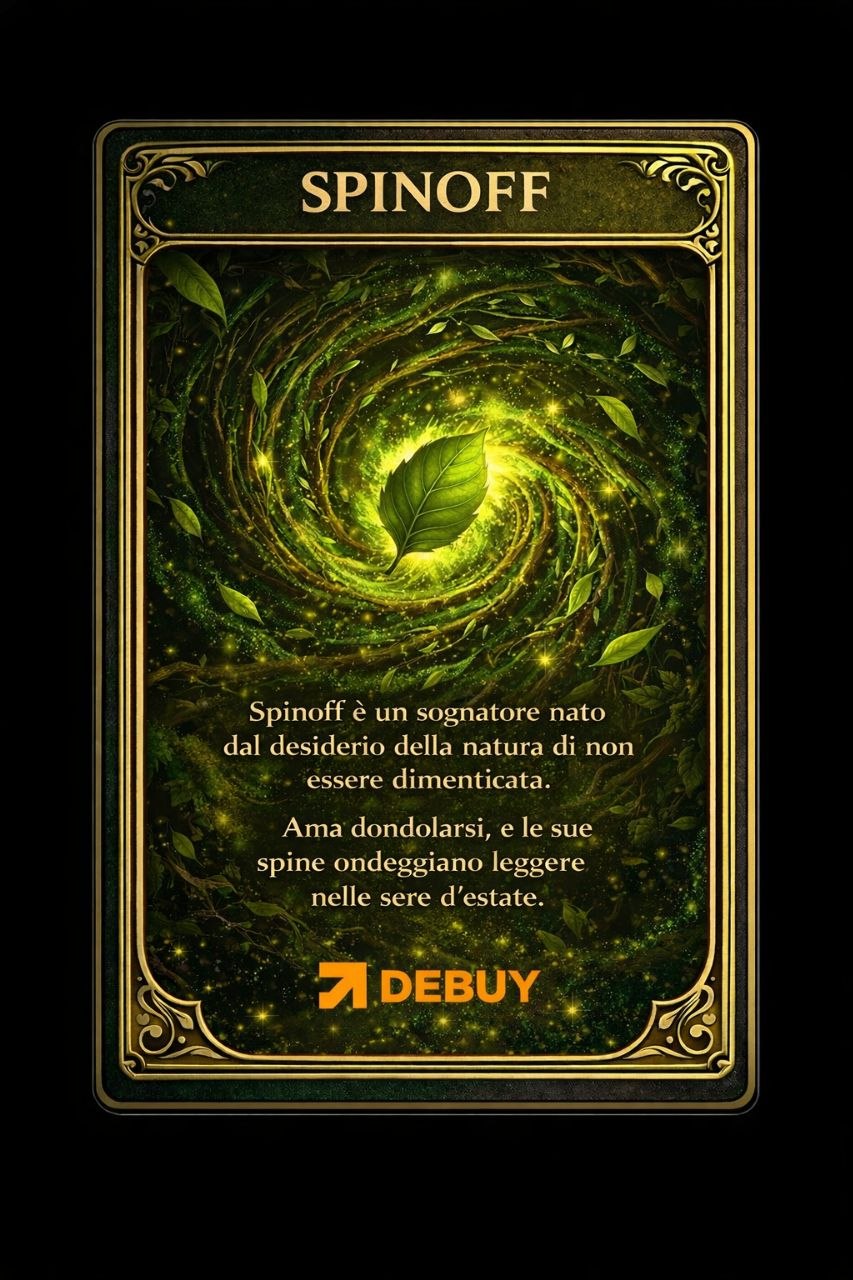 SPINOFF
Spinoff è un sognatore nato
dal desiderio della natura di non
essere dimenticata.
Ama dondolarsi, e le sue
spine ondeggiano leggere
nelle sere d’estate.
DEBUY